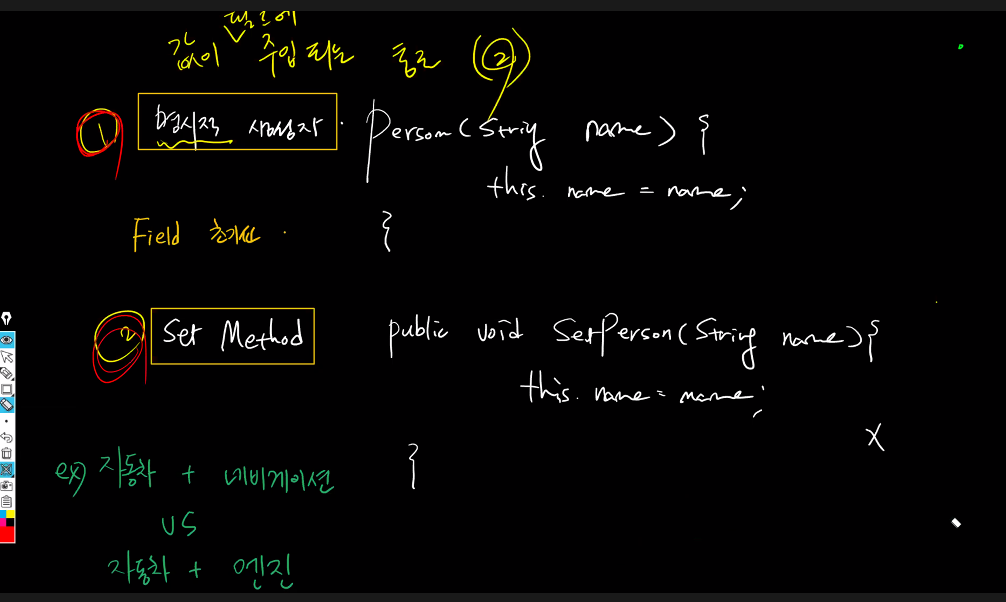 필드에
값이 주입되는 통로 (2)
① 명시적 생성자. Person(String name) {
this. name = name;
Field 초기화 . }
② Set Method public void SetPerson(String name){
this. name = name;
X
ex) 자동차 + 네비게이션 }
VS
자동차 + 엔진